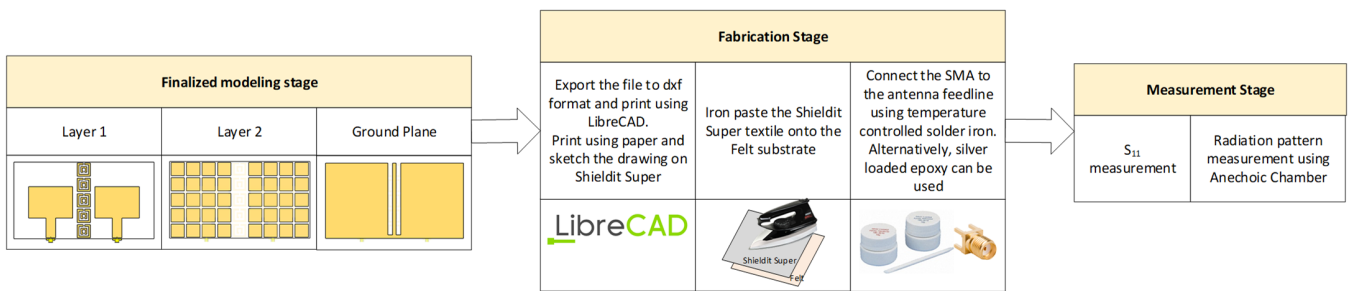 Finalized modeling stage
Layer 1
Layer 2
Ground Plane
Fabrication Stage
Export the file to dxf
format and print using
LibreCAD.
Print using paper and
sketch the drawing on
Shieldit Super
Iron paste the Shieldit
Super textile onto the
Felt substrate
Connect the SMA to
the antenna feedline
using temperature
controlled solder iron.
Alternatively, silver
loaded epoxy can be
used
LibreCAD
Shieldit Super
Felt
Measurement Stage
S₁₁
measurement
Radiation pattern
measurement using
Anechoic Chamber